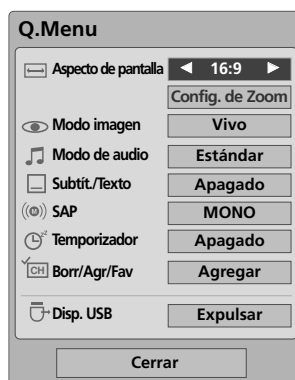 Q.Menu
Aspecto de pantalla ◄ 16:9 ►
Config. de Zoom
Modo imagen Vivo
Modo de audio Estándar
Subtít./Texto Apagado
SAP MONO
Temporizador Apagado
CH Borr/Agr/Fav Agregar
Disp. USB Expulsar
Cerrar